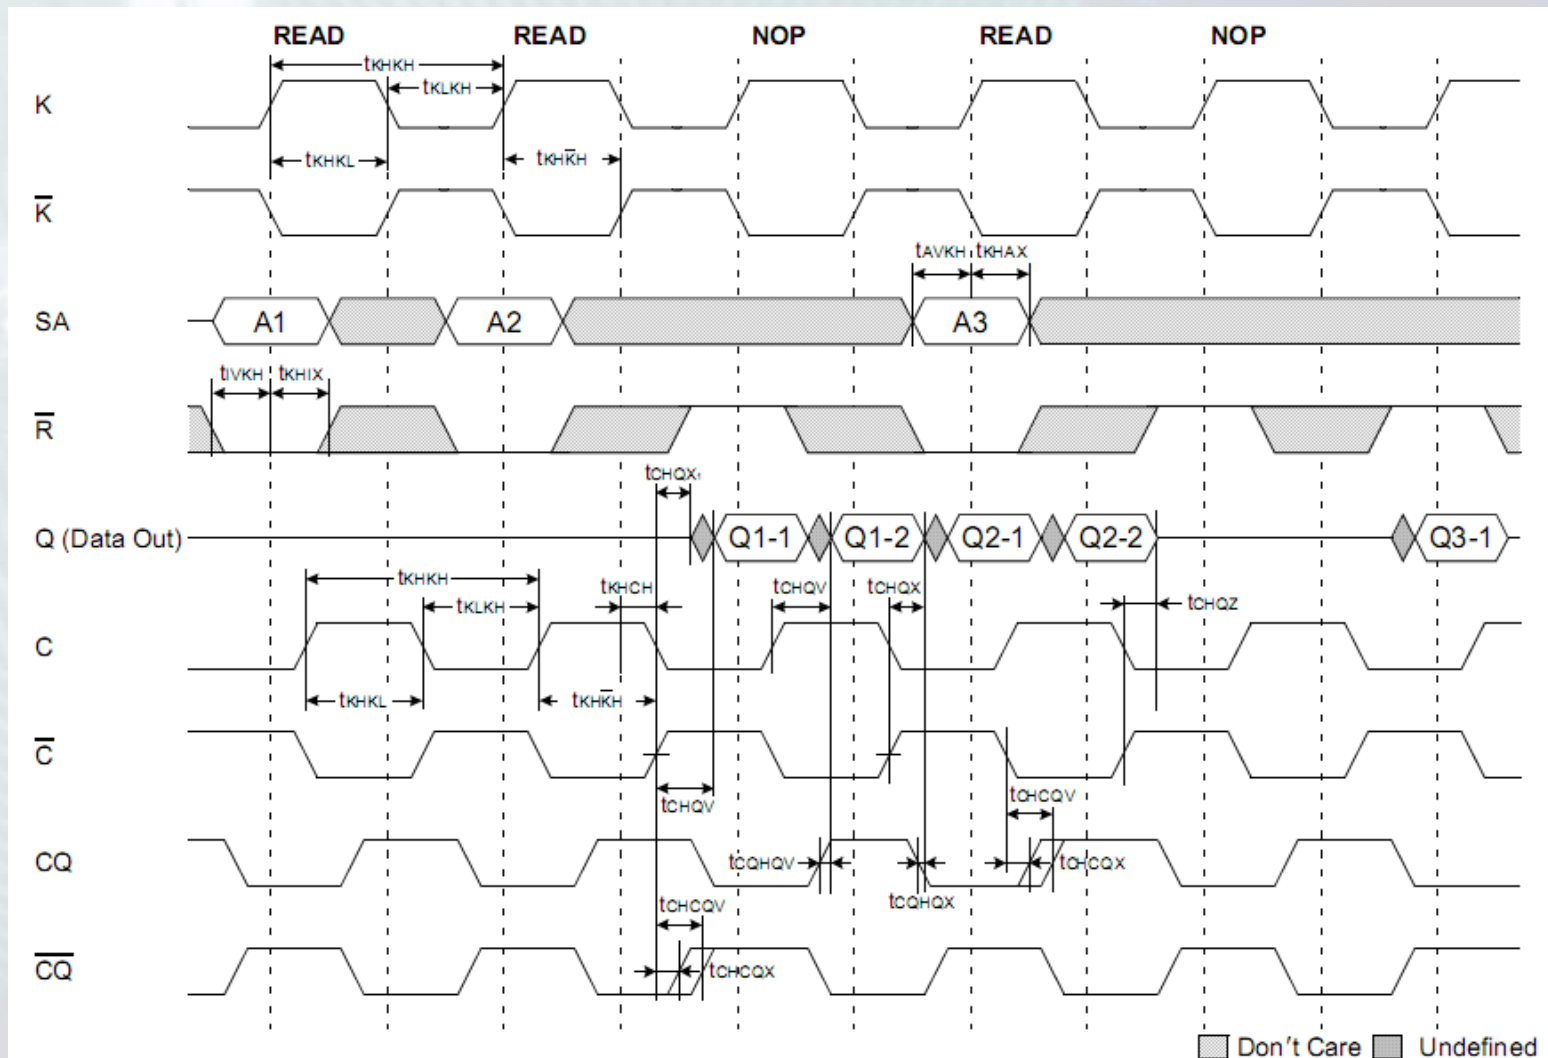 READ READ NOP READ NOP
tKHKH
tKLKH
K
tKHKL tKHK̅H
K̅
tAVKH tKHAX
SA A1 A2 A3
tIVKH tKHIX
R̅
tCHQX1
Q (Data Out) Q1-1 Q1-2 Q2-1 Q2-2 Q3-1
tKHKH tKHCH tCHQV tCHQX
tKLKH tCHQZ
C
tKHKL tKHK̅H
C̅
tCHQV tCHCQV
CQ tCQHQV tCHCQX
tCQHQX
tCHCQV
C̅Q̅ tCHCQX
Don't Care Undefined